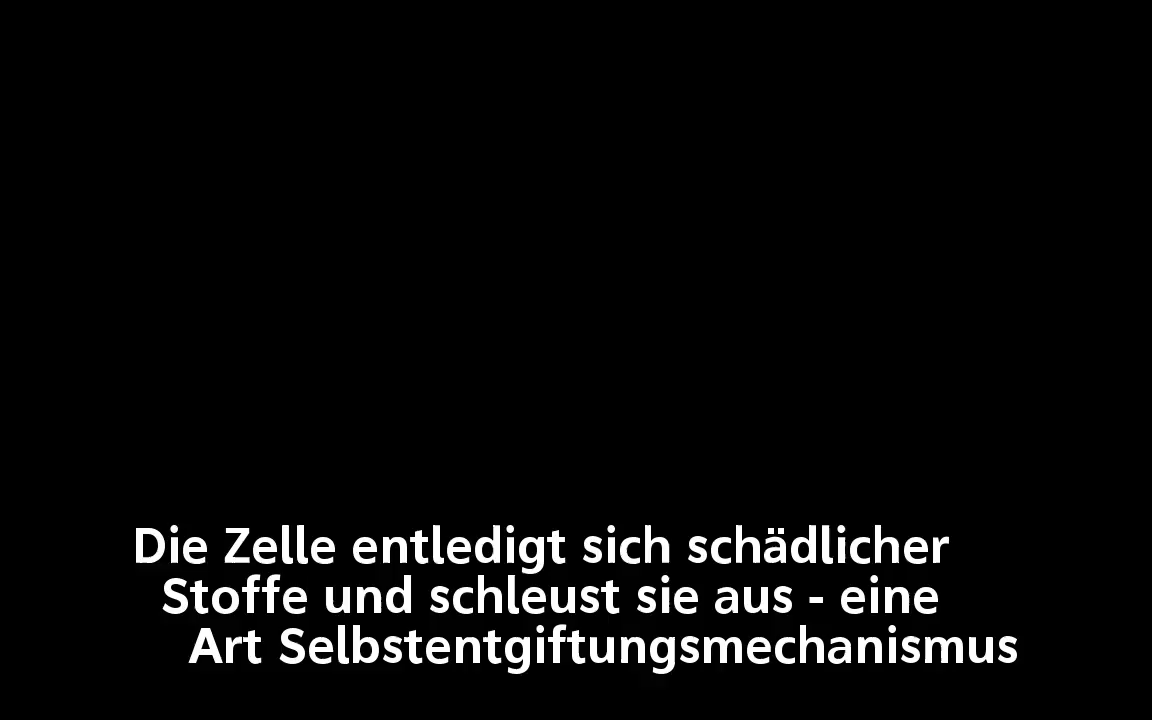 Die Zelle entledigt sich schädlicher
Stoffe und schleust sie aus - eine
Art Selbstentgiftungsmechanismus